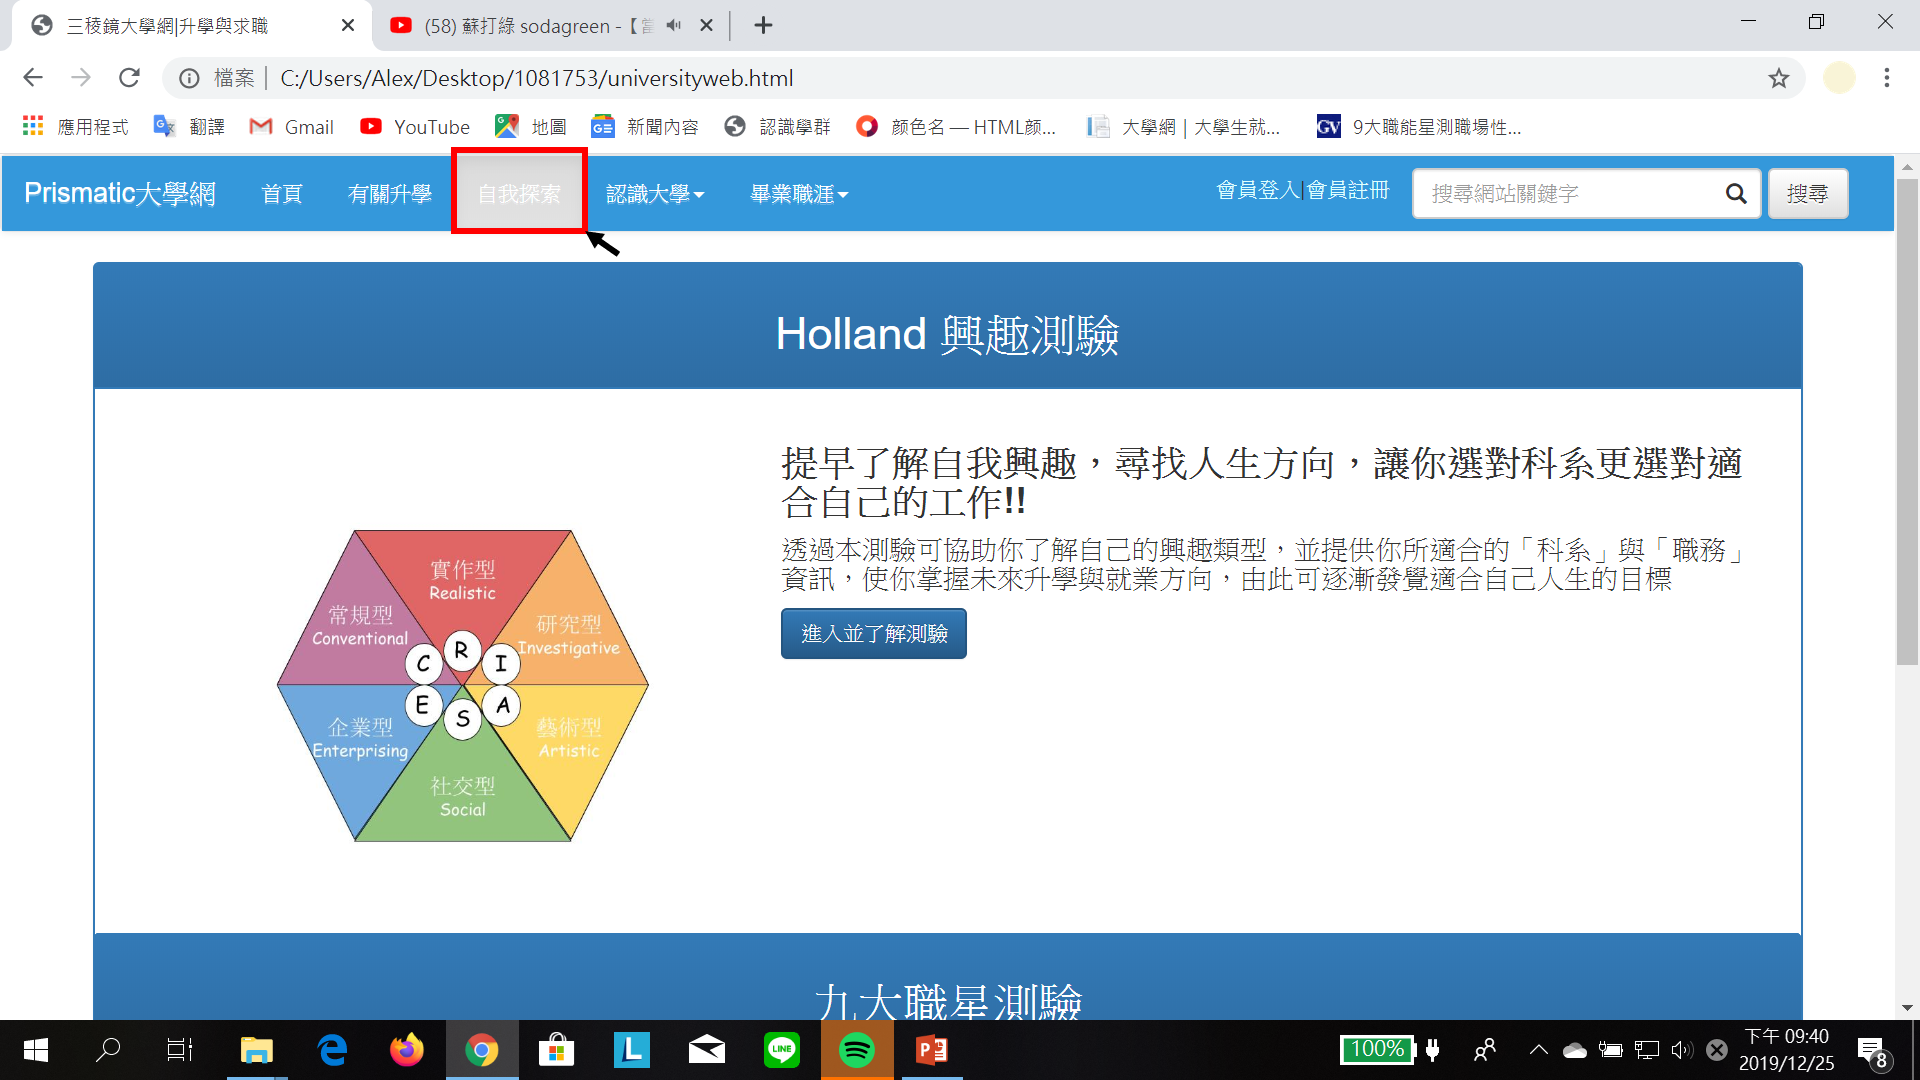 三稜鏡大學網|升學與求職
(58) 蘇打綠 sodagreen -【當
檔案 | C:/Users/Alex/Desktop/1081753/universityweb.html
應用程式 翻譯 Gmail YouTube 地圖 新聞內容 認識學群 颜色名 — HTML颜... 大學網 | 大學生就... GV 9大職能星測職場性...
Prismatic大學網 首頁 有關升學 自我探索 認識大學 畢業職涯 會員登入|會員註冊 搜尋網站關鍵字 搜尋
Holland 興趣測驗
提早了解自我興趣，尋找人生方向，讓你選對科系更選對適
合自己的工作!!
透過本測驗可協助你了解自己的興趣類型，並提供你所適合的「科系」與「職務」
資訊，使你掌握未來升學與就業方向，由此可逐漸發覺適合自己人生的目標
進入並了解測驗
實作型
Realistic
常規型
Conventional
研究型
Investigative
R
C
I
E
S
A
企業型
Enterprising
藝術型
Artistic
社交型
Social
九大職星測驗
100%
下午 09:40
2019/12/25
8